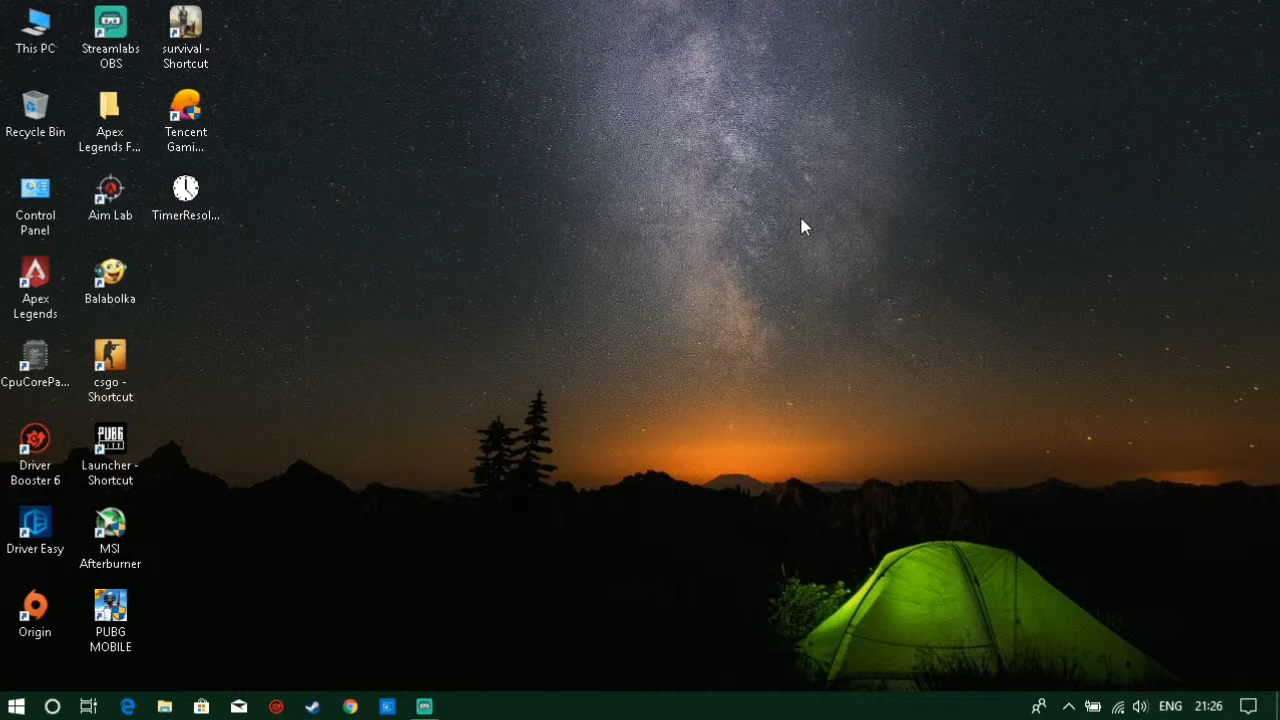 This PC
Streamlabs
OBS
survival -
Shortcut
Recycle Bin
Apex
Legends F...
Tencent
Gami...
Control
Panel
Aim Lab
TimerResol...
Apex
Legends
Balabolka
CpuCorePa...
csgo -
Shortcut
Driver
Booster 6
PUBG
LITE
Launcher -
Shortcut
Driver Easy
MSI
Afterburner
Origin
PUBG
MOBILE
ENG
21:26